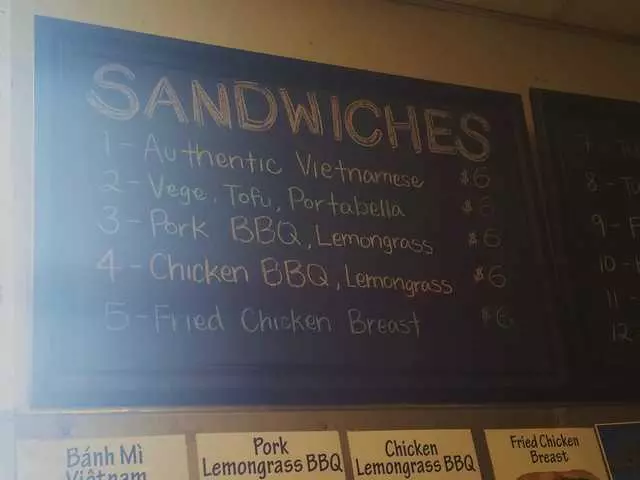 SANDWICHES
1 - Authentic Vietnamese $6
2 - Vege, Tofu, Portabella $
3 - Pork BBQ, Lemongrass $6
4 - Chicken BBQ, Lemongrass $6
5 - Fried Chicken Breast $6
7 -
8 -
9 -
10 -
11 -
12
Bánh Mì
Việtnam
Pork
Lemongrass BBQ
Chicken
Lemongrass BBQ
Fried Chicken
Breast